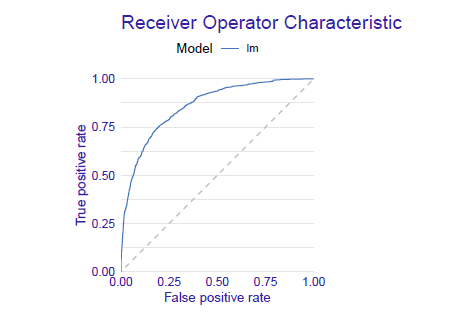 Receiver Operator Characteristic
Model lm
True positive rate
1.00
0.75
0.50
0.25
0.00
0.00 0.25 0.50 0.75 1.00
False positive rate